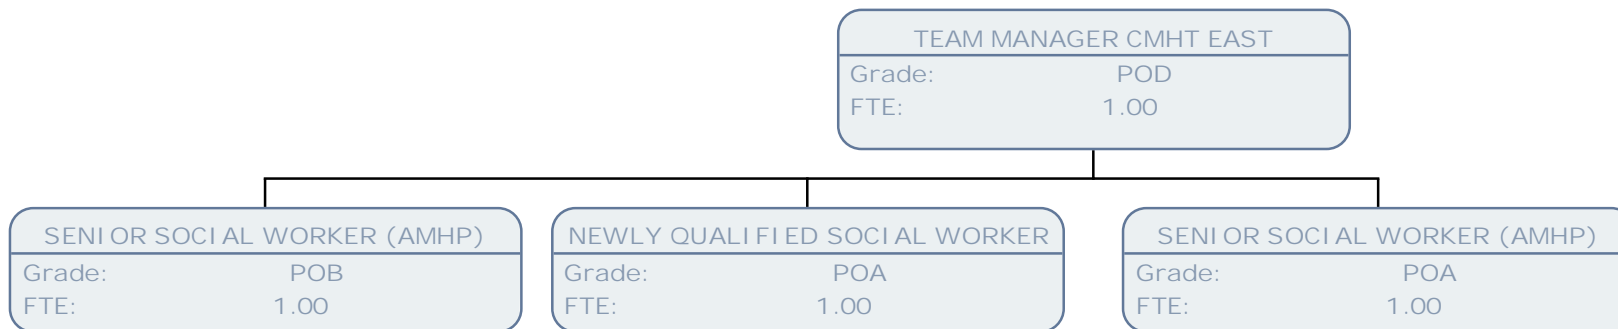 TEAM MANAGER CMHT EAST
Grade: POD
FTE: 1.00
SENIOR SOCIAL WORKER (AMHP)
Grade: POB
FTE: 1.00
NEWLY QUALIFIED SOCIAL WORKER
Grade: POA
FTE: 1.00
SENIOR SOCIAL WORKER (AMHP)
Grade: POA
FTE: 1.00